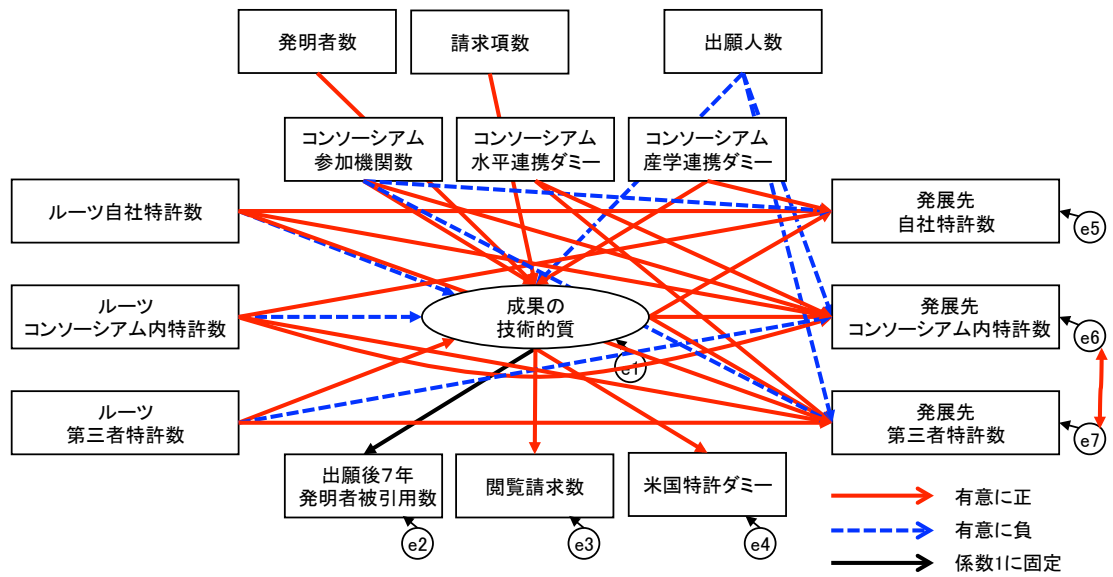 発明者数
請求項数
出願人数
コンソーシアム
参加機関数
コンソーシアム
水平連携ダミー
コンソーシアム
産学連携ダミー
ルーツ自社特許数
発展先
自社特許数
e5
ルーツ
コンソーシアム内特許数
成果の
技術的質
e1
発展先
コンソーシアム内特許数
e6
ルーツ
第三者特許数
発展先
第三者特許数
e7
出願後7年
発明者被引用数
e2
閲覧請求数
e3
米国特許ダミー
e4
有意に正
有意に負
係数1に固定